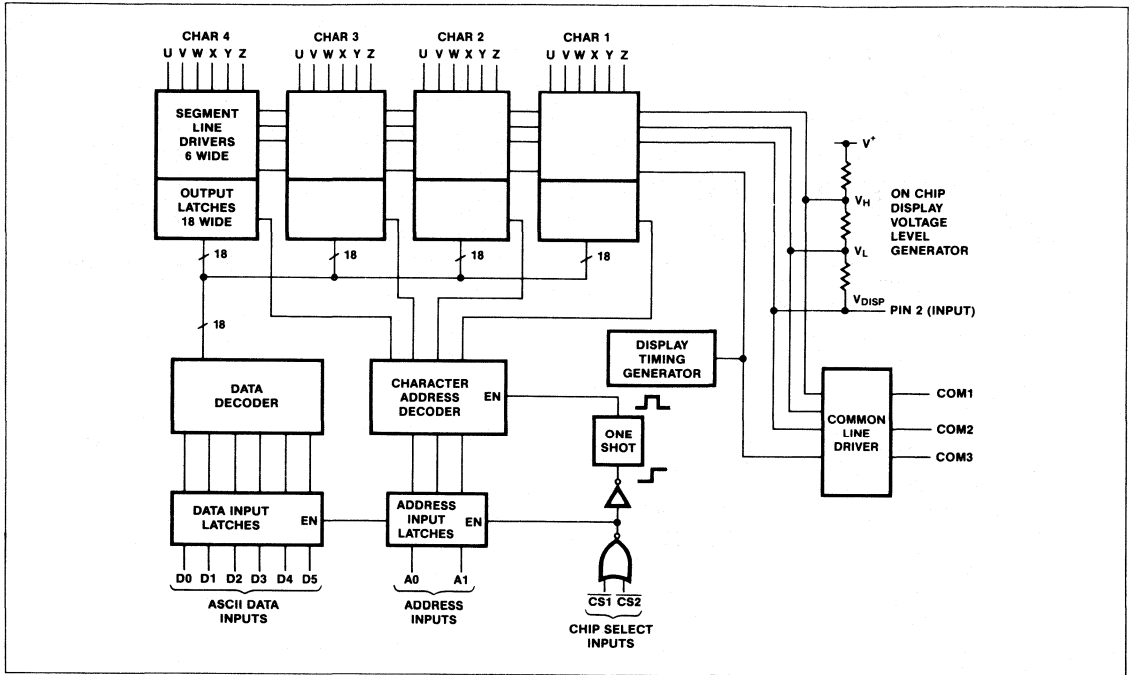 CHAR 4
CHAR 3
CHAR 2
CHAR 1
U V W X Y Z
U V W X Y Z
U V W X Y Z
U V W X Y Z
SEGMENT
LINE
DRIVERS
6 WIDE
OUTPUT
LATCHES
18 WIDE
18
18
18
18
18
V+
VH
VL
VDISP
ON CHIP
DISPLAY
VOLTAGE
LEVEL
GENERATOR
PIN 2 (INPUT)
DISPLAY
TIMING
GENERATOR
DATA
DECODER
CHARACTER
ADDRESS
DECODER
EN
ONE
SHOT
COMMON
LINE
DRIVER
COM1
COM2
COM3
DATA INPUT
LATCHES
EN
ADDRESS
INPUT
LATCHES
EN
D0 D1 D2 D3 D4 D5
ASCII DATA
INPUTS
A0 A1
ADDRESS
INPUTS
CS1 CS2
CHIP SELECT
INPUTS